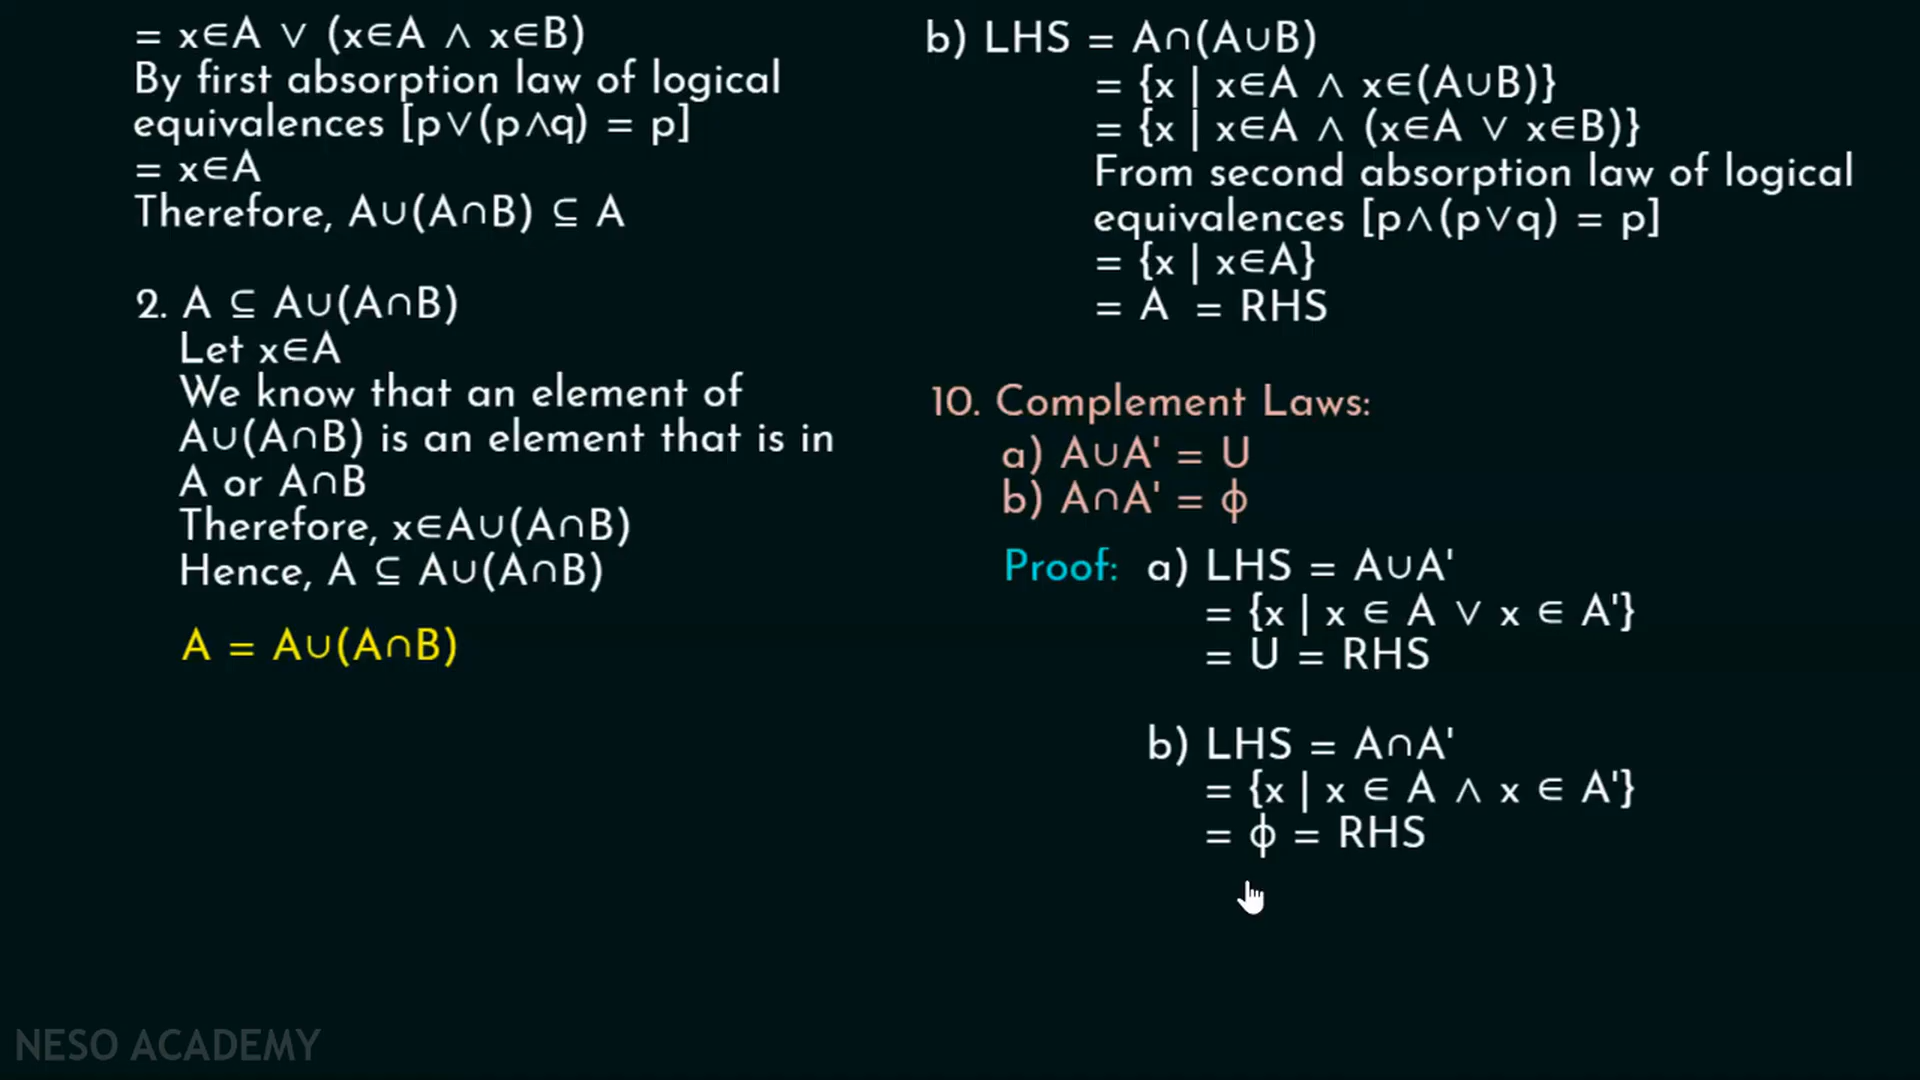 = x∈A ∨ (x∈A ∧ x∈B)
By first absorption law of logical
equivalences [p∨(p∧q) = p]
= x∈A
Therefore, A∪(A∩B) ⊆ A
2. A ⊆ A∪(A∩B)
Let x∈A
We know that an element of
A∪(A∩B) is an element that is in
A or A∩B
Therefore, x∈A∪(A∩B)
Hence, A ⊆ A∪(A∩B)
A = A∪(A∩B)
b) LHS = A∩(A∪B)
= {x | x∈A ∧ x∈(A∪B)}
= {x | x∈A ∧ (x∈A ∨ x∈B)}
From second absorption law of logical
equivalences [p∧(p∨q) = p]
= {x | x∈A}
= A = RHS
10. Complement Laws:
a) A∪A' = U
b) A∩A' = ϕ
Proof: a) LHS = A∪A'
= {x | x ∈ A ∨ x ∈ A'}
= U = RHS
b) LHS = A∩A'
= {x | x ∈ A ∧ x ∈ A'}
= ϕ = RHS
NESO ACADEMY